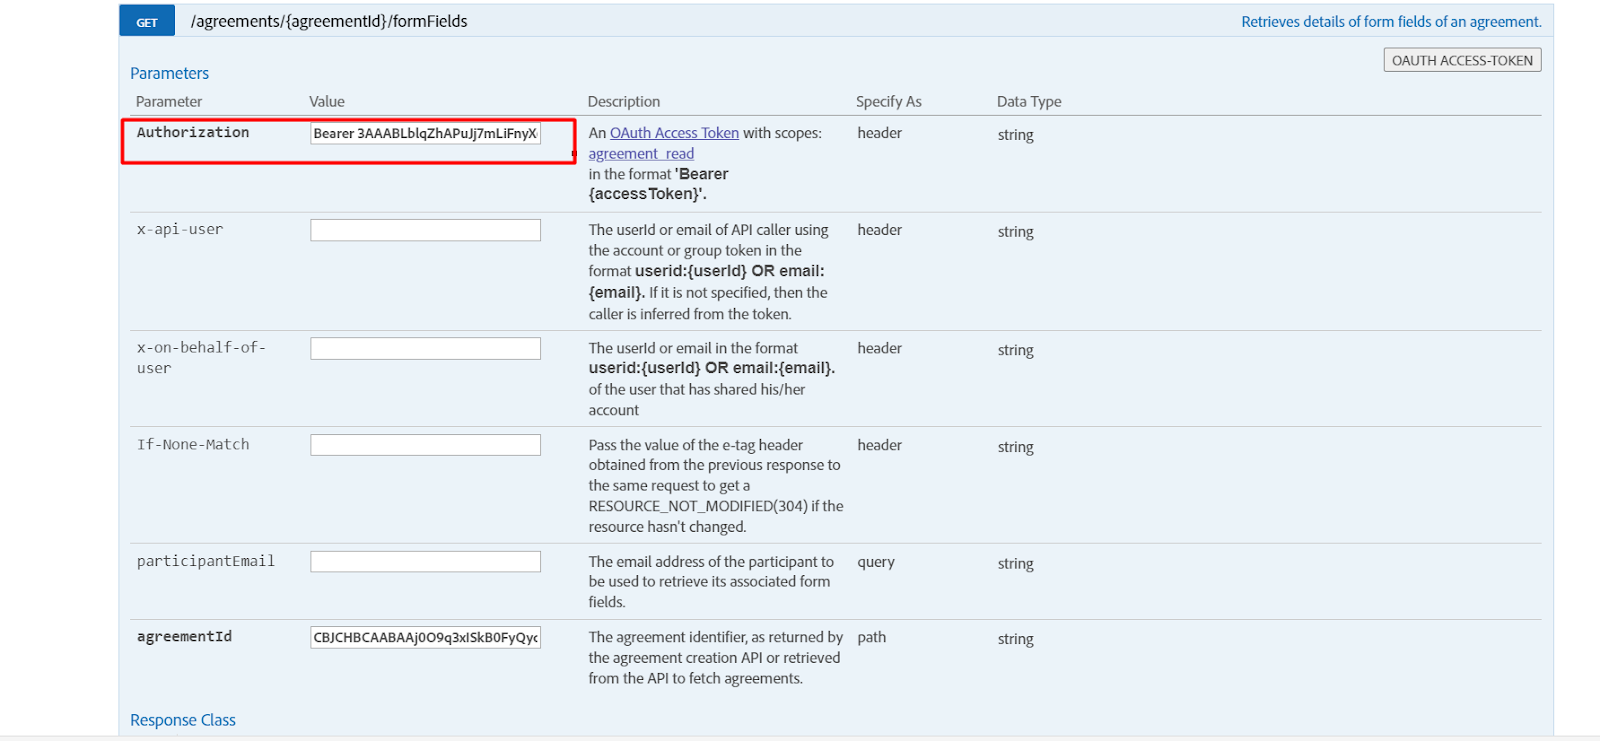 GET /agreements/{agreementId}/formFields Retrieves details of form fields of an agreement.
OAUTH ACCESS-TOKEN
Parameters
Parameter Value Description Specify As Data Type
Authorization Bearer 3AAABLblqZhAPuJj7mLiFnyX An OAuth Access Token with scopes: header string
agreement_read
in the format 'Bearer
{accessToken}'.
x-api-user The userId or email of API caller using header string
the account or group token in the
format userid:{userId} OR email:
{email}. If it is not specified, then the
caller is inferred from the token.
x-on-behalf-of- The userId or email in the format header string
user userid:{userId} OR email:{email}.
of the user that has shared his/her
account
If-None-Match Pass the value of the e-tag header header string
obtained from the previous response to
the same request to get a
RESOURCE_NOT_MODIFIED(304) if the
resource hasn't changed.
participantEmail The email address of the participant to query string
be used to retrieve its associated form
fields.
agreementId CBJCHBCAABAAj0O9q3xISkB0FyQyc The agreement identifier, as returned by path string
the agreement creation API or retrieved
from the API to fetch agreements.
Response Class